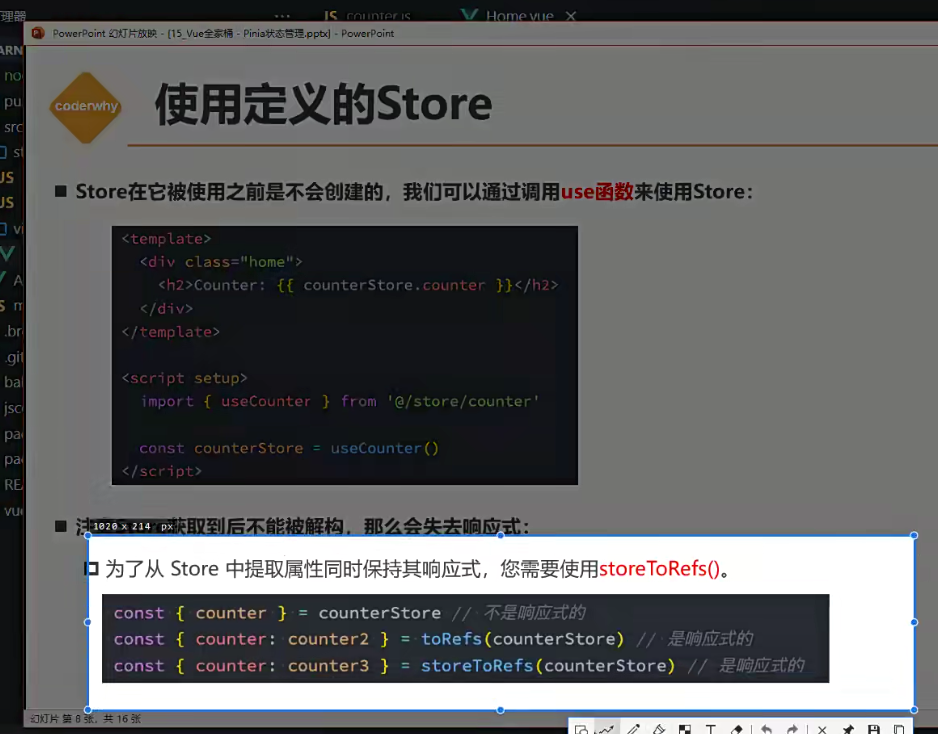 理器
JS counter.js
Home.vue
PowerPoint 幻灯片放映 - [15_Vue全家桶 - Pinia状态管理.pptx] - PowerPoint
ARN
no
pu
src
st
JS
JS
vi
A
S m
.br
.git
bal
jsc
pac
pac
RE
vue
coderwhy
使用定义的Store
Store在它被使用之前是不会创建的，我们可以通过调用use函数来使用Store：
<template>
<div class="home">
<h2>Counter: {{ counterStore.counter }}</h2>
</div>
</template>
<script setup>
import { useCounter } from '@/store/counter'
const counterStore = useCounter()
</script>
获取到后不能被解构，那么会失去响应式：
1020 x 214 px
为了从 Store 中提取属性同时保持其响应式，您需要使用storeToRefs()。
const { counter } = counterStore // 不是响应式的
const { counter: counter2 } = toRefs(counterStore) // 是响应式的
const { counter: counter3 } = storeToRefs(counterStore) // 是响应式的
幻灯片 第 8 张，共 16 张